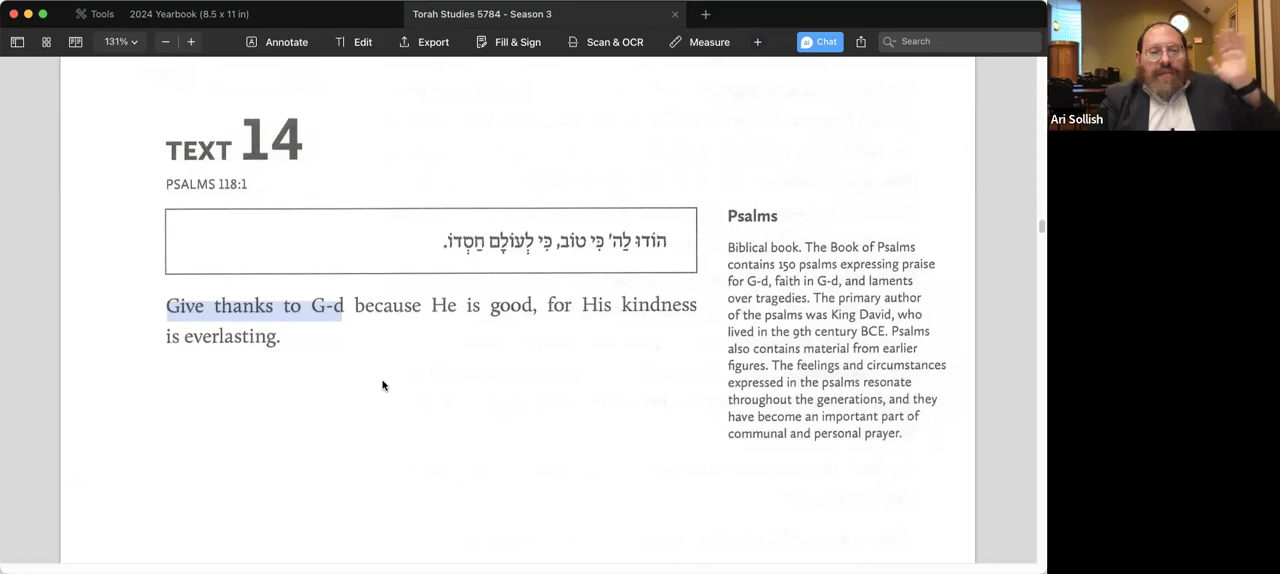 Tools
2024 Yearbook (8.5 x 11 in)
Torah Studies 5784 - Season 3
131%
Annotate
Edit
Export
Fill & Sign
Scan & OCR
Measure
Chat
Search
Ari Sollish
TEXT 14
PSALMS 118:1
הוֹדוּ לַה' כִּי טוֹב, כִּי לְעוֹלָם חַסְדוֹ.
Give thanks to G-d because He is good, for His kindness
is everlasting.
Psalms
Biblical book. The Book of Psalms
contains 150 psalms expressing praise
for G-d, faith in G-d, and laments
over tragedies. The primary author
of the psalms was King David, who
lived in the 9th century BCE. Psalms
also contains material from earlier
figures. The feelings and circumstances
expressed in the psalms resonate
throughout the generations, and they
have become an important part of
communal and personal prayer.